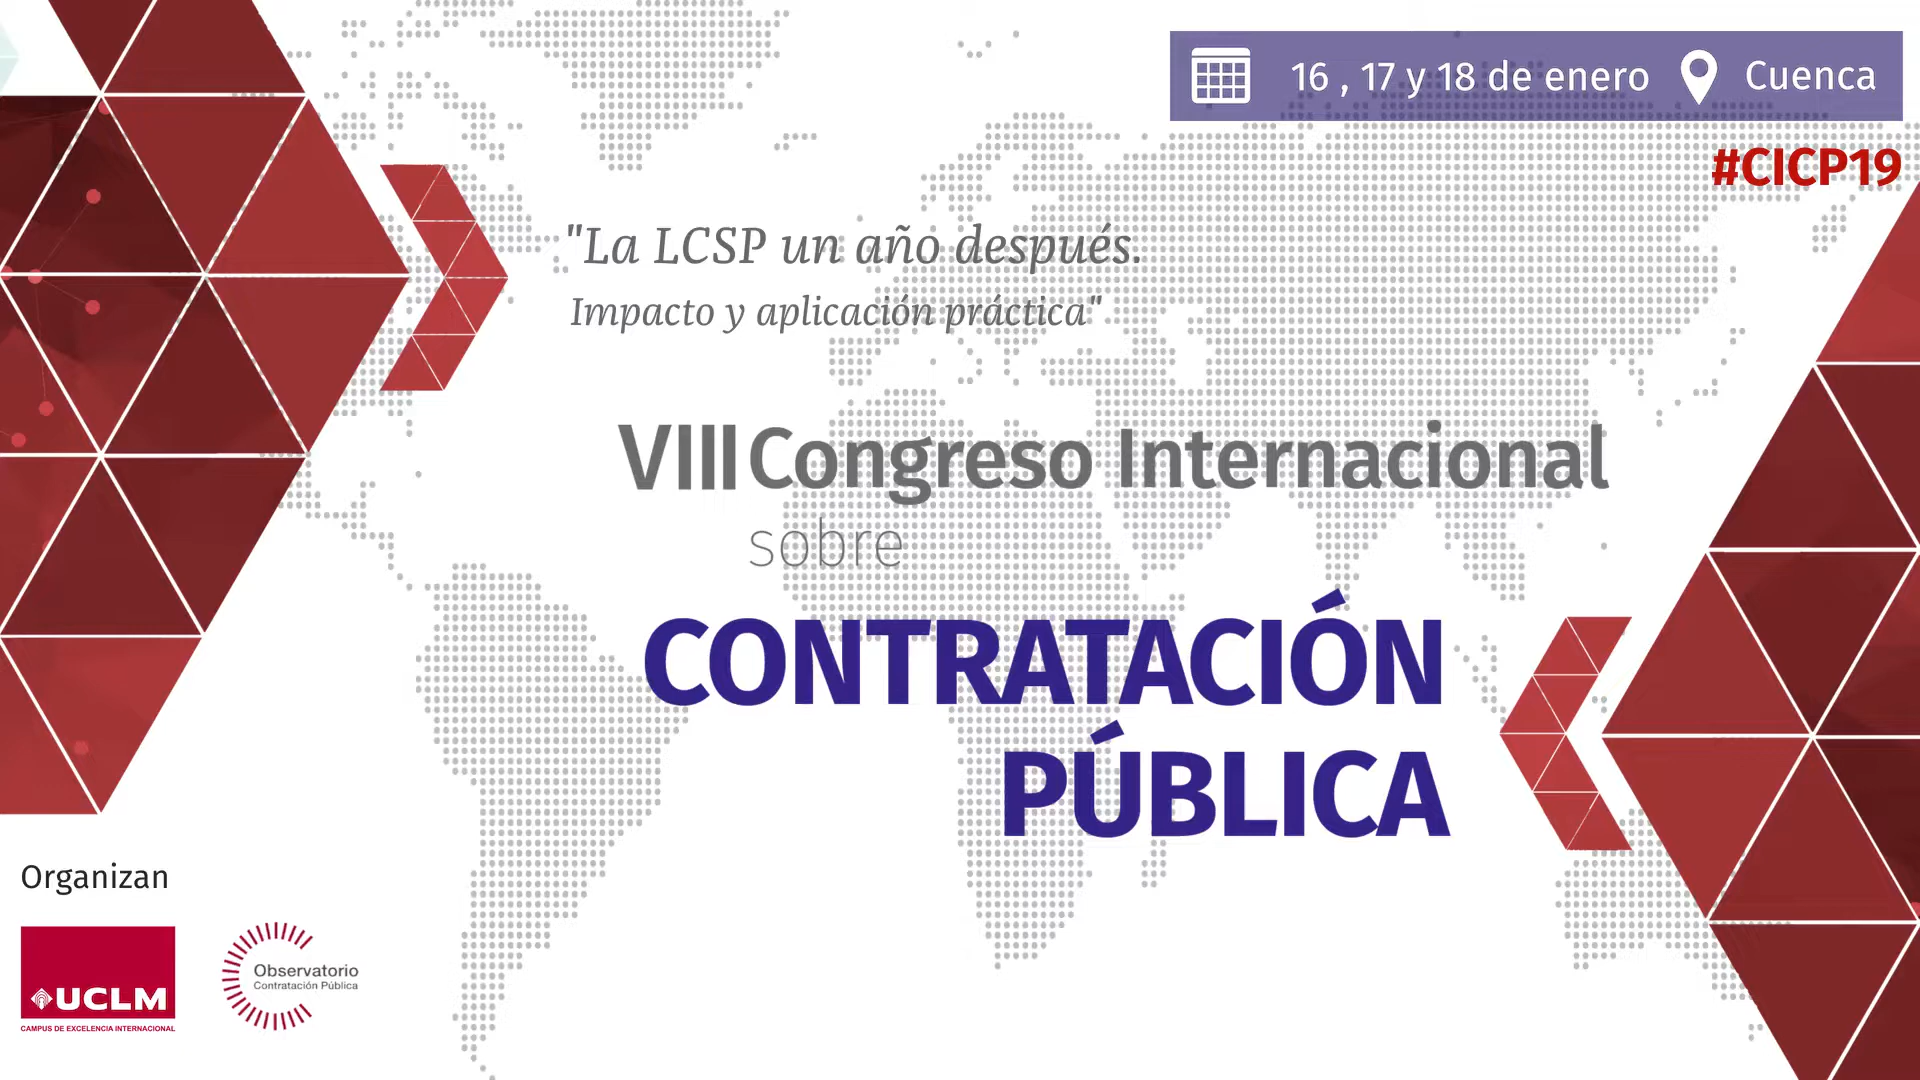 16 , 17 y 18 de enero Cuenca
#CICP19
"La LCSP un año después.
Impacto y aplicación práctica"
VIII Congreso Internacional
sobre
CONTRATACIÓN
PÚBLICA
Organizan
UCLM
CAMPUS DE EXCELENCIA INTERNACIONAL
Observatorio
Contratación Pública